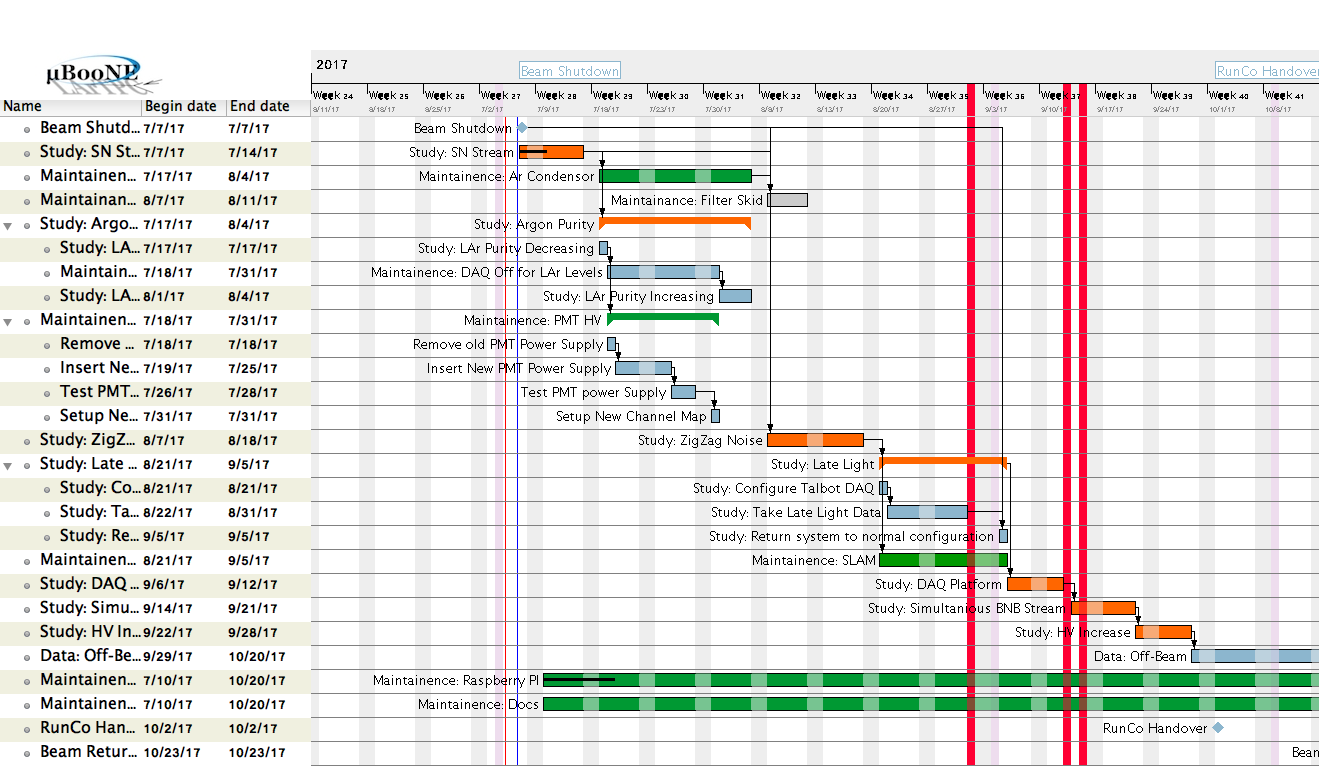 2017
µBooNE
LArTPC
Beam Shutdown
RunCo Handover
Week 24 Week 25 Week 26 Week 27 Week 28 Week 29 Week 30 Week 31 Week 32 Week 33 Week 34 Week 35 Week 36 Week 37 Week 38 Week 39 Week 40 Week 41
Name Begin date End date
6/11/17 6/18/17 6/25/17 7/2/17 7/9/17 7/16/17 7/23/17 7/30/17 8/6/17 8/13/17 8/20/17 9/3/17 9/10/17 9/17/17 9/24/17 10/1/17 10/8/17
Beam Shutd... 7/7/17 7/7/17 Beam Shutdown
Study: SN St... 7/7/17 7/14/17 Study: SN Stream
Maintainen... 7/17/17 8/4/17 Maintainence: Ar Condensor
Maintainan... 8/7/17 8/11/17 Maintainance: Filter Skid
Study: Argo... 7/17/17 8/4/17 Study: Argon Purity
Study: LA... 7/17/17 7/17/17 Study: LAr Purity Decreasing
Maintain... 7/18/17 7/31/17 Maintainence: DAQ Off for LAr Levels
Study: LA... 8/1/17 8/4/17 Study: LAr Purity Increasing
Maintainen... 7/18/17 7/31/17 Maintainence: PMT HV
Remove ... 7/18/17 7/18/17 Remove old PMT Power Supply
Insert Ne... 7/19/17 7/25/17 Insert New PMT Power Supply
Test PMT... 7/26/17 7/28/17 Test PMT power Supply
Setup Ne... 7/31/17 7/31/17 Setup New Channel Map
Study: ZigZ... 8/7/17 8/18/17 Study: ZigZag Noise
Study: Late ... 8/21/17 9/5/17 Study: Late Light
Study: Co... 8/21/17 8/21/17 Study: Configure Talbot DAQ
Study: Ta... 8/22/17 8/31/17 Study: Take Late Light Data
Study: Re... 9/5/17 9/5/17 Study: Return system to normal configuration
Maintainen... 8/21/17 9/5/17 Maintainence: SLAM
Study: DAQ ... 9/6/17 9/12/17 Study: DAQ Platform
Study: Simu... 9/14/17 9/21/17 Study: Simultanious BNB Stream
Study: HV In... 9/22/17 9/28/17 Study: HV Increase
Data: Off-Be... 9/29/17 10/20/17 Data: Off-Beam
Maintainen... 7/10/17 10/20/17 Maintainence: Raspberry PI
Maintainen... 7/10/17 10/20/17 Maintainence: Docs
RunCo Han... 10/2/17 10/2/17 RunCo Handover
Beam Retur... 10/23/17 10/23/17 Bean